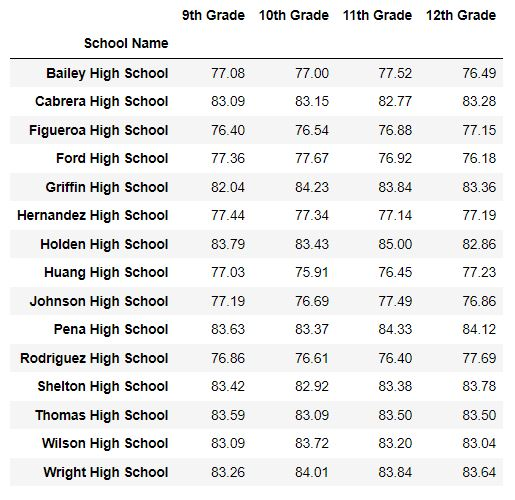 9th Grade 10th Grade 11th Grade 12th Grade
School Name
Bailey High School 77.08 77.00 77.52 76.49
Cabrera High School 83.09 83.15 82.77 83.28
Figueroa High School 76.40 76.54 76.88 77.15
Ford High School 77.36 77.67 76.92 76.18
Griffin High School 82.04 84.23 83.84 83.36
Hernandez High School 77.44 77.34 77.14 77.19
Holden High School 83.79 83.43 85.00 82.86
Huang High School 77.03 75.91 76.45 77.23
Johnson High School 77.19 76.69 77.49 76.86
Pena High School 83.63 83.37 84.33 84.12
Rodriguez High School 76.86 76.61 76.40 77.69
Shelton High School 83.42 82.92 83.38 83.78
Thomas High School 83.59 83.09 83.50 83.50
Wilson High School 83.09 83.72 83.20 83.04
Wright High School 83.26 84.01 83.84 83.64